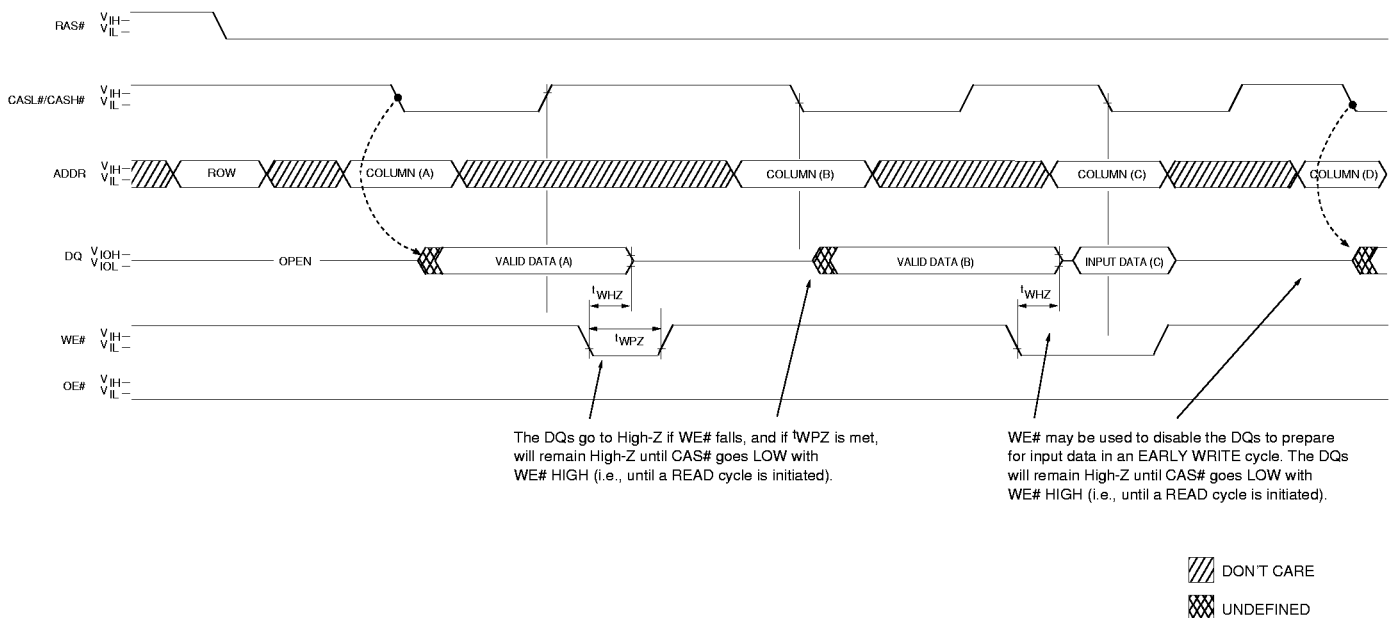 RAS# VIH
VIL
CASL#/CASH# VIH
VIL
ADDR VIH
VIL
ROW
COLUMN (A)
COLUMN (B)
COLUMN (C)
COLUMN (D)
DQ VIOH
VIOL
OPEN
VALID DATA (A)
VALID DATA (B)
INPUT DATA (C)
tWHZ
tWHZ
tWPZ
WE# VIH
VIL
OE# VIH
VIL
The DQs go to High-Z if WE# falls, and if tWPZ is met,
will remain High-Z until CAS# goes LOW with
WE# HIGH (i.e., until a READ cycle is initiated).
WE# may be used to disable the DQs to prepare
for input data in an EARLY WRITE cycle. The DQs
will remain High-Z until CAS# goes LOW with
WE# HIGH (i.e., until a READ cycle is initiated).
DON'T CARE
UNDEFINED